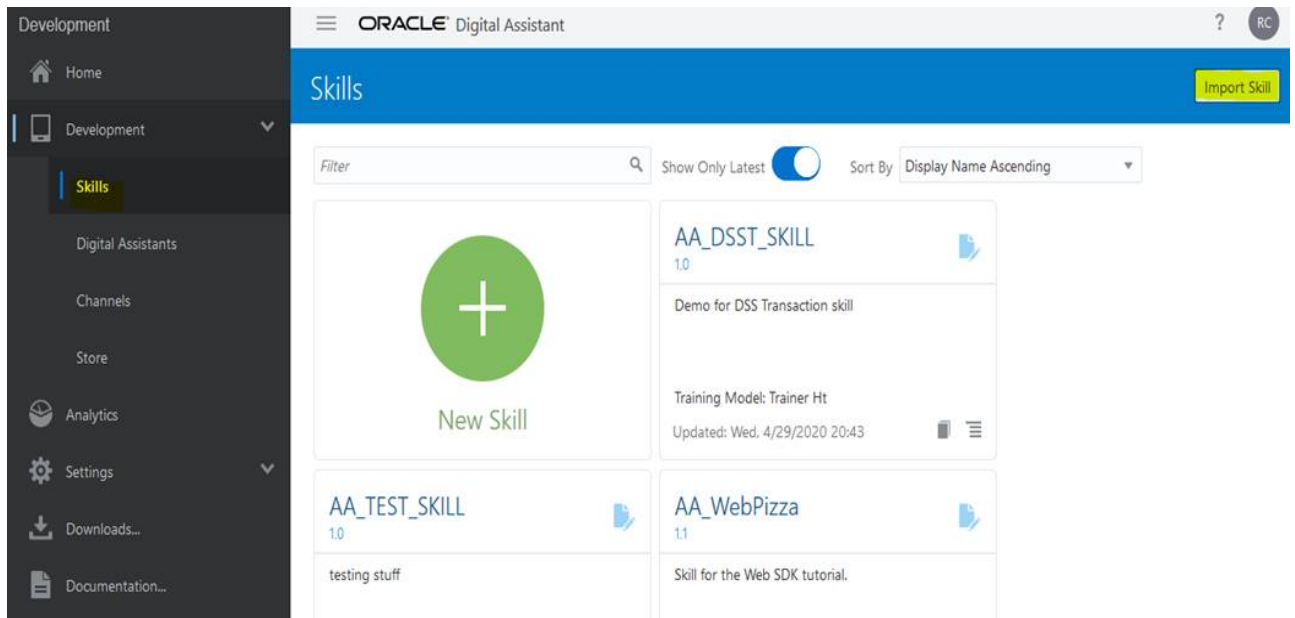 Development
Home
Development
Skills
Digital Assistants
Channels
Store
Analytics
Settings
Downloads...
Documentation...
ORACLE® Digital Assistant
?
RC
Skills
Import Skill
Filter
Show Only Latest
Sort By
Display Name Ascending
New Skill
AA_DSST_SKILL
1.0
Demo for DSS Transaction skill
Training Model: Trainer Ht
Updated: Wed, 4/29/2020 20:43
AA_TEST_SKILL
1.0
testing stuff
AA_WebPizza
1.1
Skill for the Web SDK tutorial.